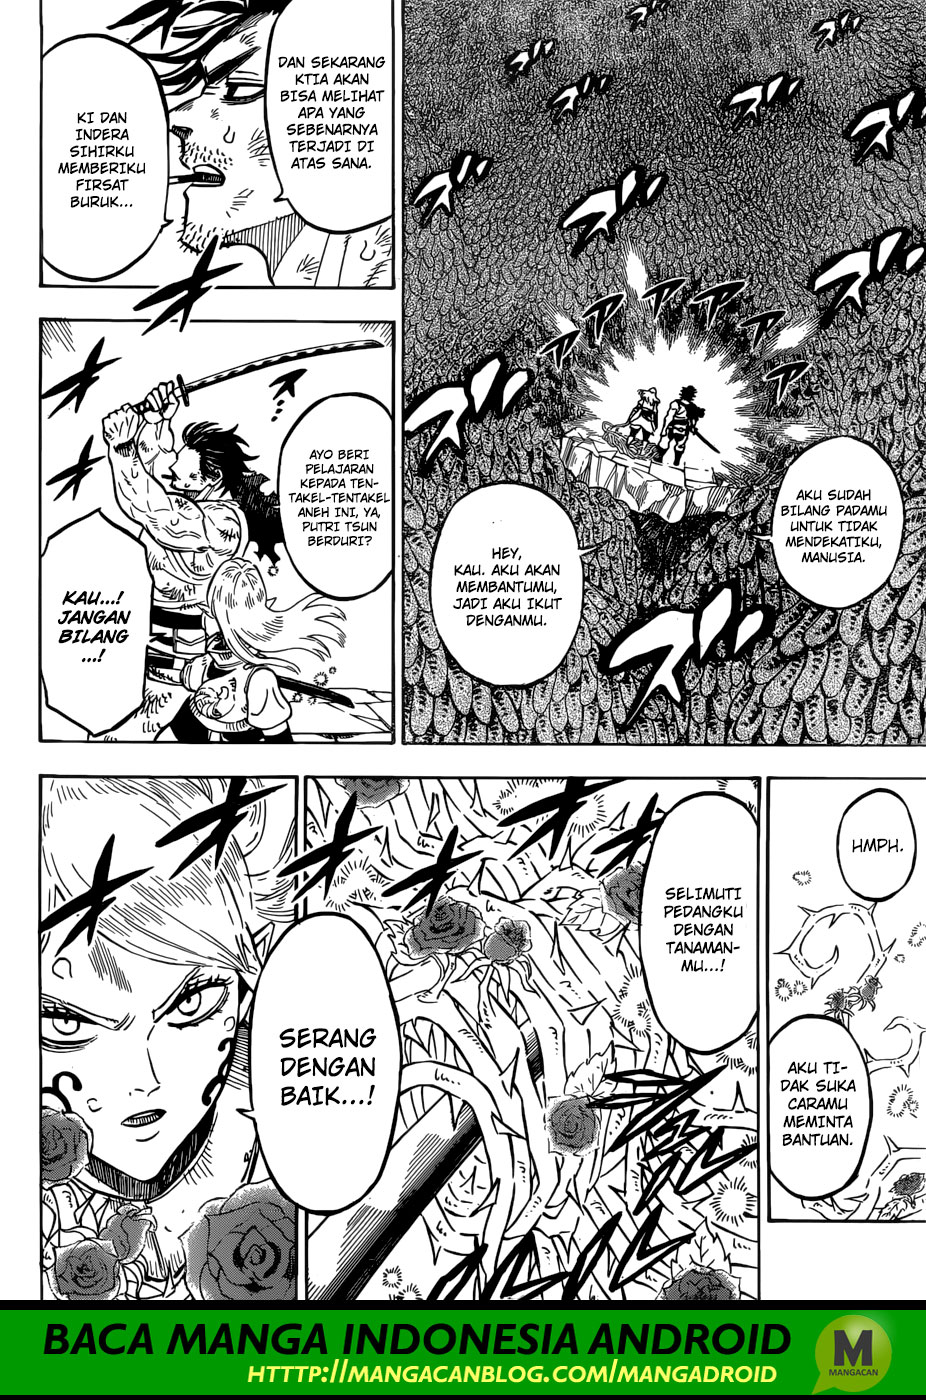 AKU SUDAH
BILANG PADAMU
UNTUK TIDAK
MENDEKATIKU,
MANUSIA.
HEY,
KAU. AKU AKAN
MEMBANTUMU,
JADI AKU IKUT
DENGANMU.
DAN SEKARANG
KTIA AKAN
BISA MELIHAT
APA YANG
SEBENARNYA
TERJADI DI
ATAS SANA.
KI DAN
INDERA
SIHIRKU
MEMBERIKU
FIRSAT
BURUK...
AYO BERI
PELAJARAN
KEPADA TEN-
TAKEL-TENTAKEL
ANEH INI, YA,
PUTRI TSUN
BERDURI?
KAU...!
JANGAN
BILANG
...!
HMPH.
AKU TI-
DAK SUKA
CARAMU
MEMINTA
BANTUAN.
SELIMUTI
PEDANGKU
DENGAN
TANAMAN-
MU...!
SERANG
DENGAN
BAIK...!
BACA MANGA INDONESIA ANDROID
HTTTP://MANGACANBLOG.COM/MANGADROID
M
MANGACAN